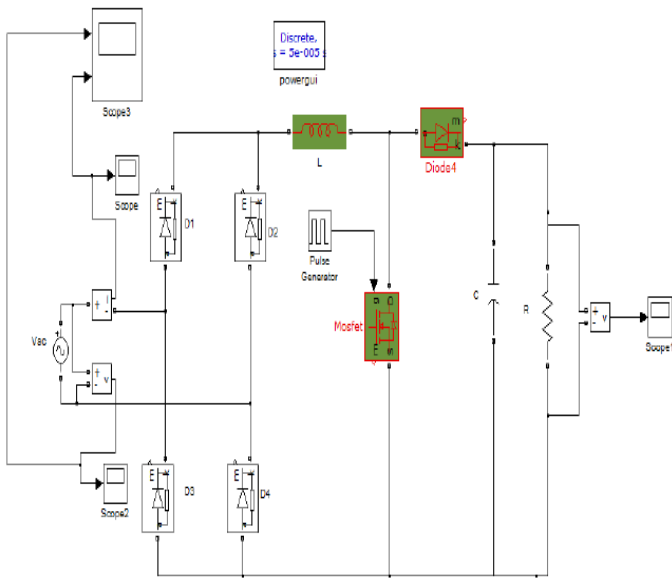 Discrete,
s = 5e-005 s
powergui
Scope3
L
m
k
Diode4
Scope
E
D1
E
D2
Pulse
Generator
g
D
Mosfet
E
S
C
R
+
-
v
Scope1
+
-
i
Vac
+
+
-
v
Scope2
E
D3
E
D4